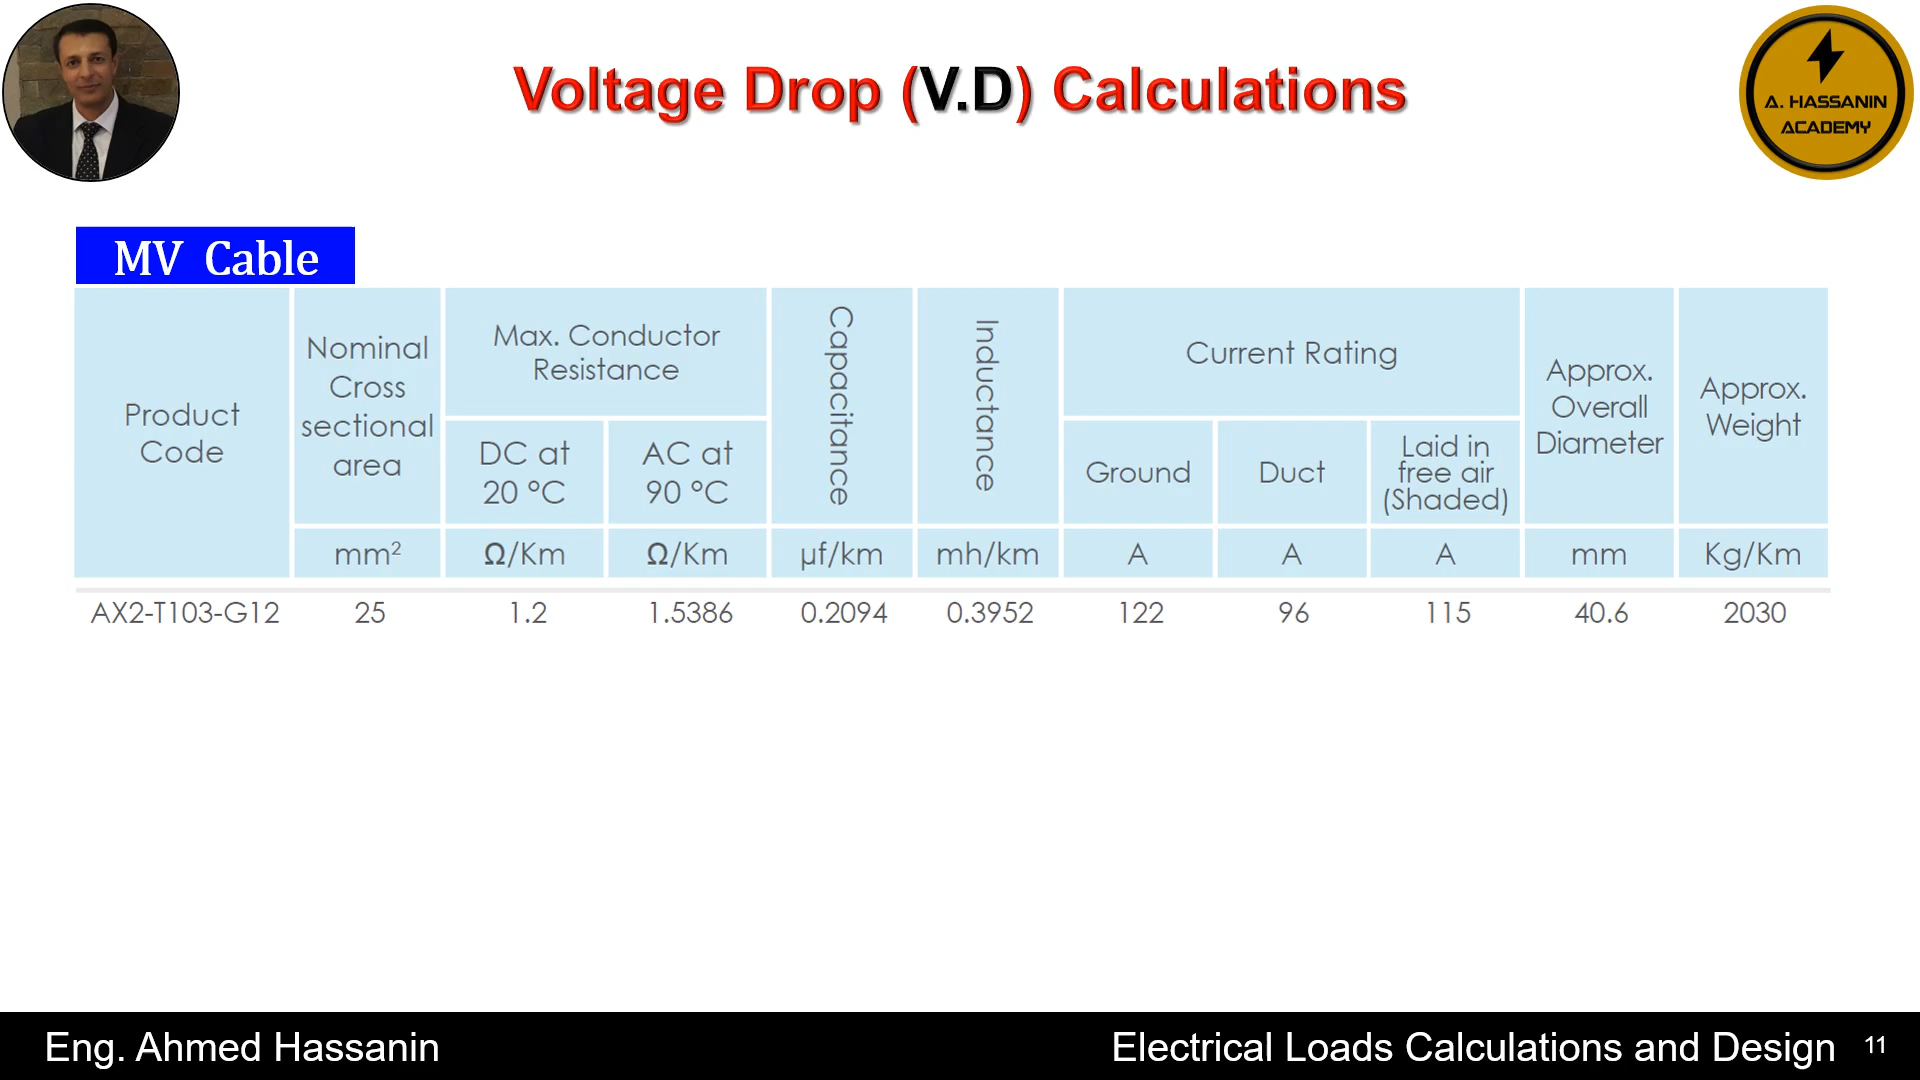 Voltage Drop (V.D) Calculations
A. HASSANIN
ACADEMY
MV Cable
Product
Code
Nominal
Cross
sectional
area
Max. Conductor
Resistance
DC at
20 °C
AC at
90 °C
Capacitance
Inductance
Current Rating
Ground
Duct
Laid in
free air
(Shaded)
Approx.
Overall
Diameter
Approx.
Weight
mm² Ω/Km Ω/Km µf/km mh/km A A A mm Kg/Km
AX2-T103-G12 25 1.2 1.5386 0.2094 0.3952 122 96 115 40.6 2030
Eng. Ahmed Hassanin
Electrical Loads Calculations and Design 11